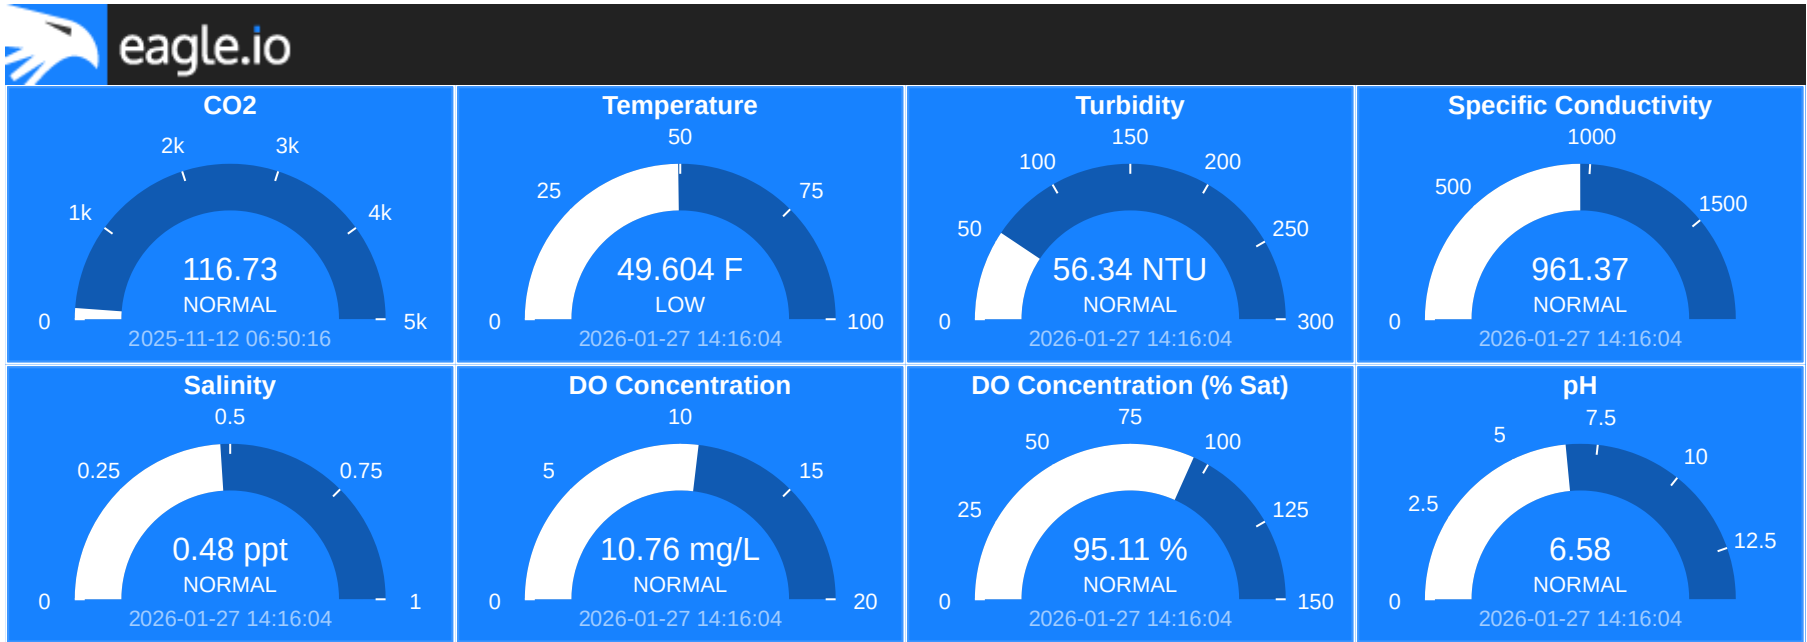 eagle.io
CO2
0
1k
2k
3k
4k
5k
116.73
NORMAL
2025-11-12 06:50:16
Temperature
0
25
50
75
100
49.604 F
LOW
2026-01-27 14:16:04
Turbidity
0
50
100
150
200
250
300
56.34 NTU
NORMAL
2026-01-27 14:16:04
Specific Conductivity
0
500
1000
1500
961.37
NORMAL
2026-01-27 14:16:04
Salinity
0
0.25
0.5
0.75
1
0.48 ppt
NORMAL
2026-01-27 14:16:04
DO Concentration
0
5
10
15
20
10.76 mg/L
NORMAL
2026-01-27 14:16:04
DO Concentration (% Sat)
0
25
50
75
100
125
150
95.11 %
NORMAL
2026-01-27 14:16:04
pH
0
2.5
5
7.5
10
12.5
6.58
NORMAL
2026-01-27 14:16:04